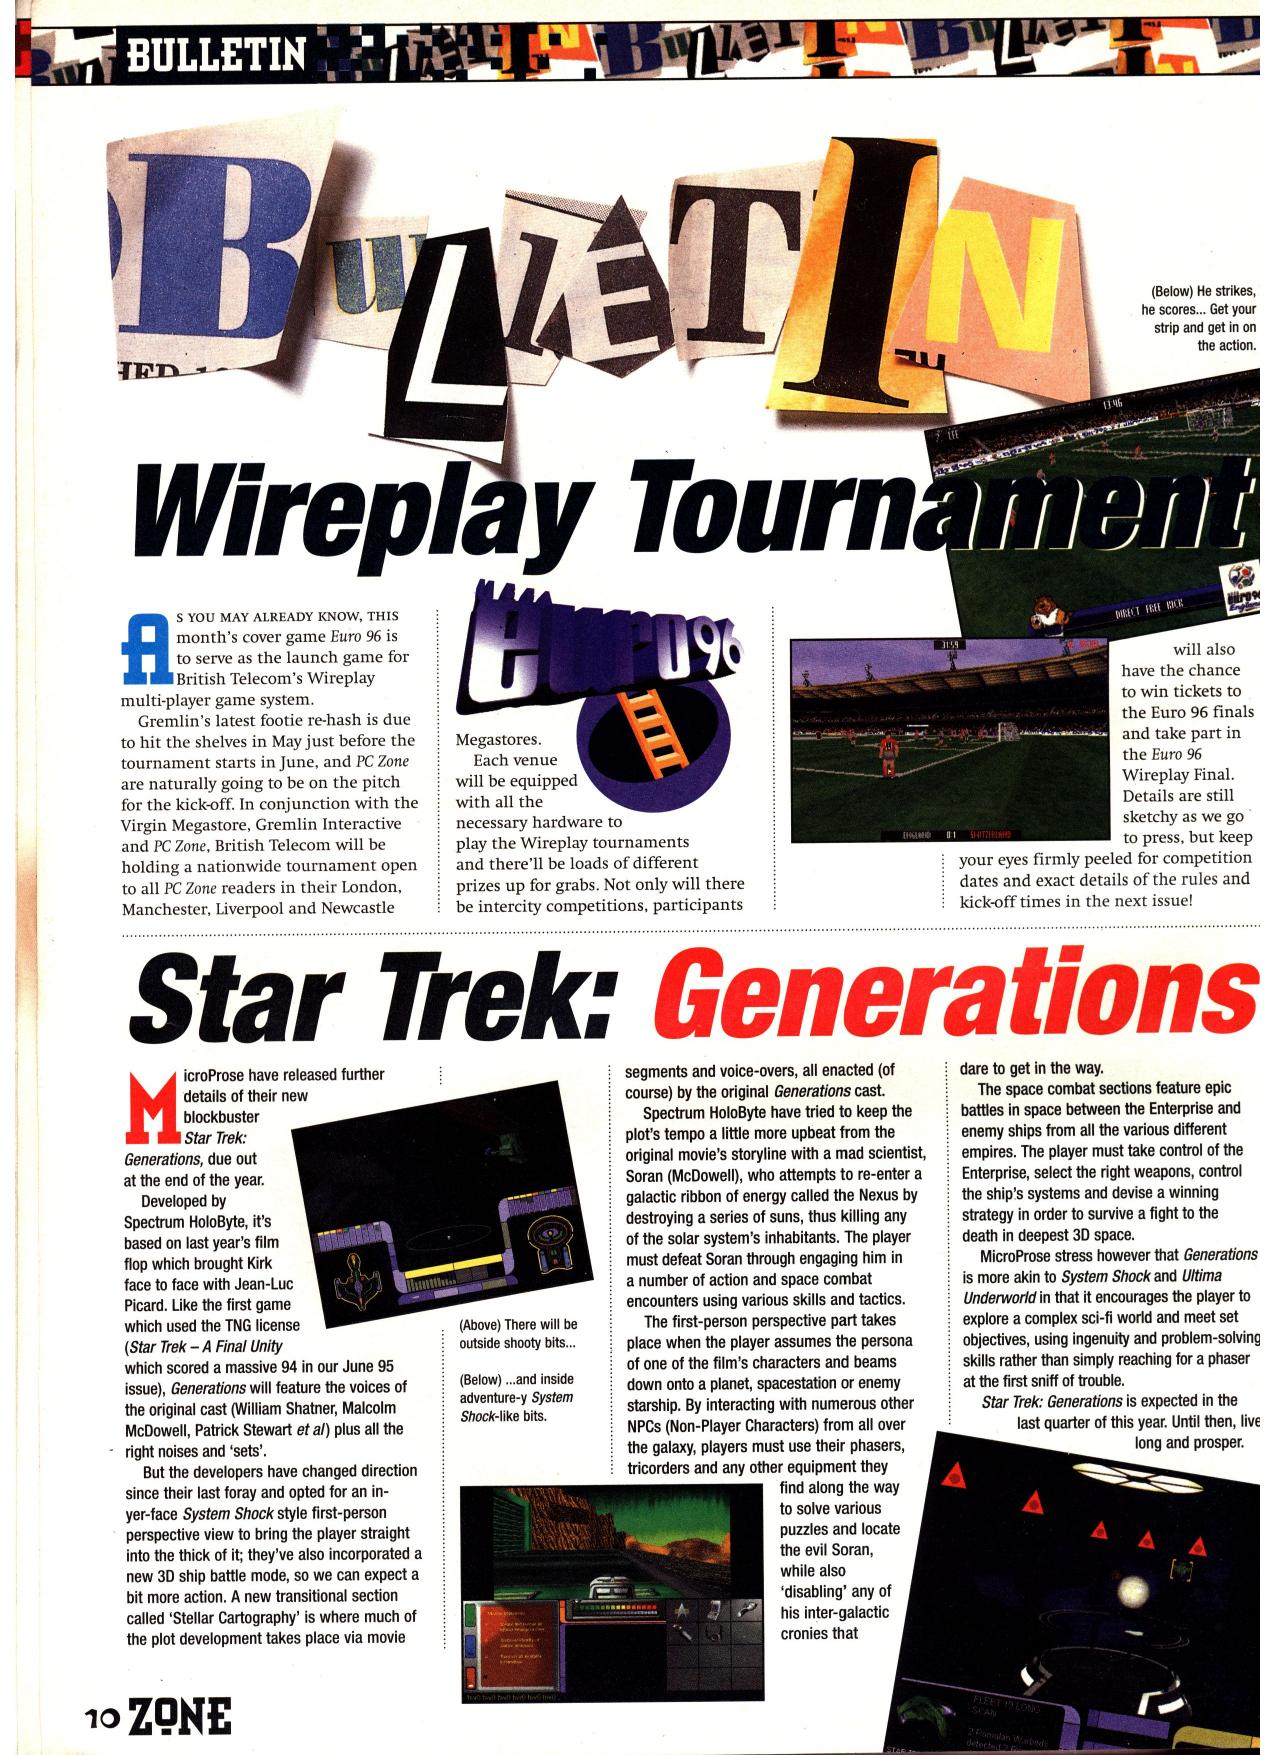 BULLETIN
BULLETIN
(Below) He strikes,
he scores... Get your
strip and get in on
the action.
Wireplay Tournament
AS YOU MAY ALREADY KNOW, THIS
month's cover game Euro 96 is
to serve as the launch game for
British Telecom's Wireplay
multi-player game system.
Gremlin's latest footie re-hash is due
to hit the shelves in May just before the
tournament starts in June, and PC Zone
are naturally going to be on the pitch
for the kick-off. In conjunction with the
Virgin Megastore, Gremlin Interactive
and PC Zone, British Telecom will be
holding a nationwide tournament open
to all PC Zone readers in their London,
Manchester, Liverpool and Newcastle
euro96
Megastores.
Each venue
will be equipped
with all the
necessary hardware to
play the Wireplay tournaments
and there'll be loads of different
prizes up for grabs. Not only will there
be intercity competitions, participants
13:46
LEE
DIRECT FREE KICK
31:59
ENGLAND 0 1 SWITZERLAND
will also
have the chance
to win tickets to
the Euro 96 finals
and take part in
the Euro 96
Wireplay Final.
Details are still
sketchy as we go
to press, but keep
your eyes firmly peeled for competition
dates and exact details of the rules and
kick-off times in the next issue!
Star Trek: Generations
MicroProse have released further
details of their new
blockbuster
Star Trek:
Generations, due out
at the end of the year.
Developed by
Spectrum HoloByte, it's
based on last year's film
flop which brought Kirk
face to face with Jean-Luc
Picard. Like the first game
which used the TNG license
(Star Trek – A Final Unity
which scored a massive 94 in our June 95
issue), Generations will feature the voices of
the original cast (William Shatner, Malcolm
McDowell, Patrick Stewart et al) plus all the
right noises and 'sets'.
But the developers have changed direction
since their last foray and opted for an in-
yer-face System Shock style first-person
perspective view to bring the player straight
into the thick of it; they've also incorporated a
new 3D ship battle mode, so we can expect a
bit more action. A new transitional section
called 'Stellar Cartography' is where much of
the plot development takes place via movie
(Above) There will be
outside shooty bits...
(Below) ...and inside
adventure-y System
Shock-like bits.
segments and voice-overs, all enacted (of
course) by the original Generations cast.
Spectrum HoloByte have tried to keep the
plot's tempo a little more upbeat from the
original movie's storyline with a mad scientist,
Soran (McDowell), who attempts to re-enter a
galactic ribbon of energy called the Nexus by
destroying a series of suns, thus killing any
of the solar system's inhabitants. The player
must defeat Soran through engaging him in
a number of action and space combat
encounters using various skills and tactics.
The first-person perspective part takes
place when the player assumes the persona
of one of the film's characters and beams
down onto a planet, spacestation or enemy
starship. By interacting with numerous other
NPCs (Non-Player Characters) from all over
the galaxy, players must use their phasers,
tricorders and any other equipment they
find along the way
to solve various
puzzles and locate
the evil Soran,
while also
'disabling' any of
his inter-galactic
cronies that
dare to get in the way.
The space combat sections feature epic
battles in space between the Enterprise and
enemy ships from all the various different
empires. The player must take control of the
Enterprise, select the right weapons, control
the ship's systems and devise a winning
strategy in order to survive a fight to the
death in deepest 3D space.
MicroProse stress however that Generations
is more akin to System Shock and Ultima
Underworld in that it encourages the player to
explore a complex sci-fi world and meet set
objectives, using ingenuity and problem-solving
skills rather than simply reaching for a phaser
at the first sniff of trouble.
Star Trek: Generations is expected in the
last quarter of this year. Until then, live
long and prosper.
FLEET 19 LONG
SCAN
2 Romulan Warbirds
detected
10 ZONE